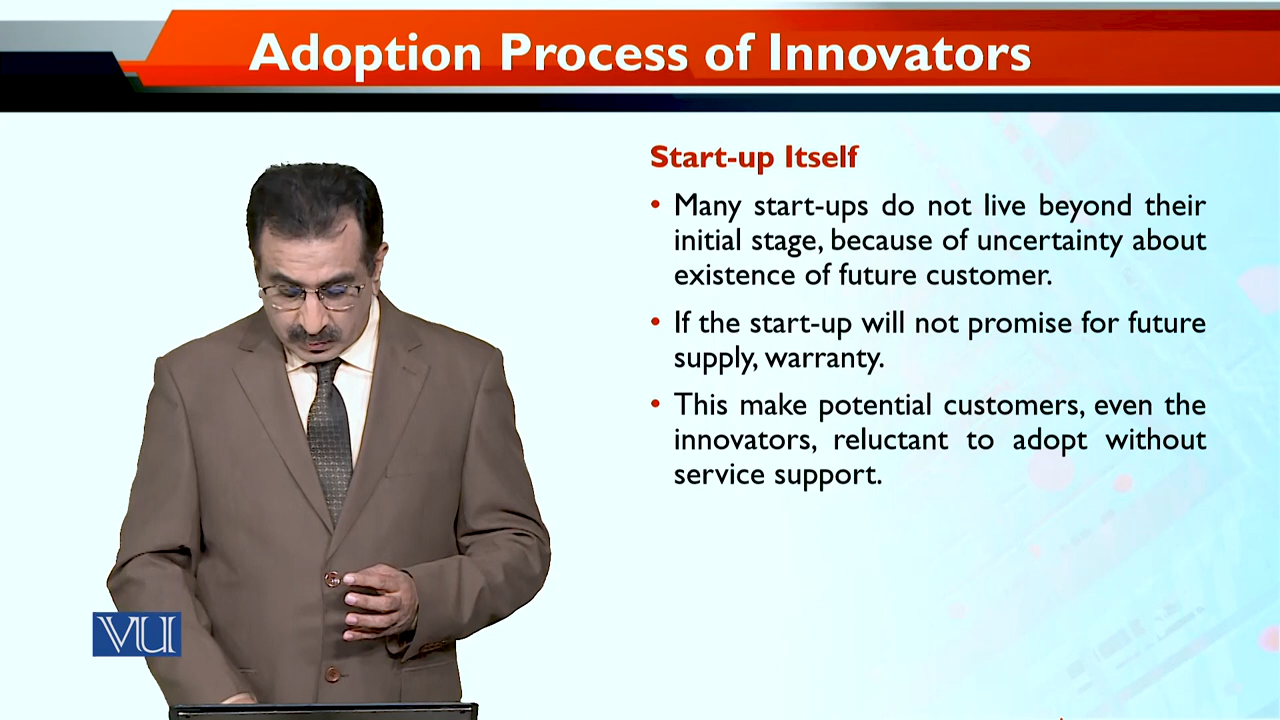 Adoption Process of Innovators
Start-up Itself
• Many start-ups do not live beyond their
initial stage, because of uncertainty about
existence of future customer.
• If the start-up will not promise for future
supply, warranty.
• This make potential customers, even the
innovators, reluctant to adopt without
service support.
VU